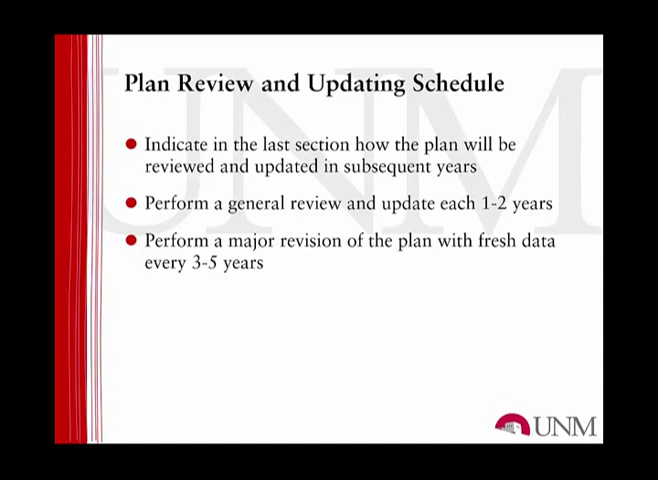 Plan Review and Updating Schedule
Indicate in the last section how the plan will be
reviewed and updated in subsequent years
Perform a general review and update each 1-2 years
Perform a major revision of the plan with fresh data
every 3-5 years
UNM